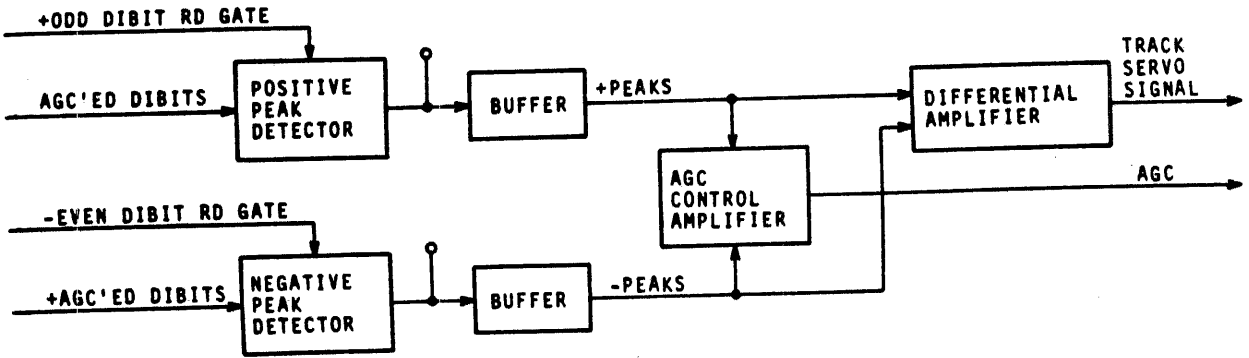 +ODD DIBIT RD GATE
AGC'ED DIBITS
POSITIVE
PEAK
DETECTOR
BUFFER
+PEAKS
DIFFERENTIAL
AMPLIFIER
TRACK
SERVO
SIGNAL
AGC
CONTROL
AMPLIFIER
AGC
-EVEN DIBIT RD GATE
+AGC'ED DIBITS
NEGATIVE
PEAK
DETECTOR
BUFFER
-PEAKS